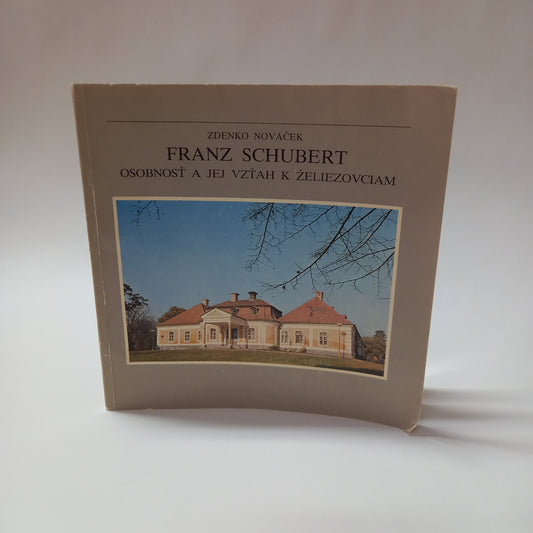 ZDENKO NOVÁČEK
FRANZ SCHUBERT
OSOBNOSŤ A JEJ VZŤAH K ŽELIEZOVCIAM